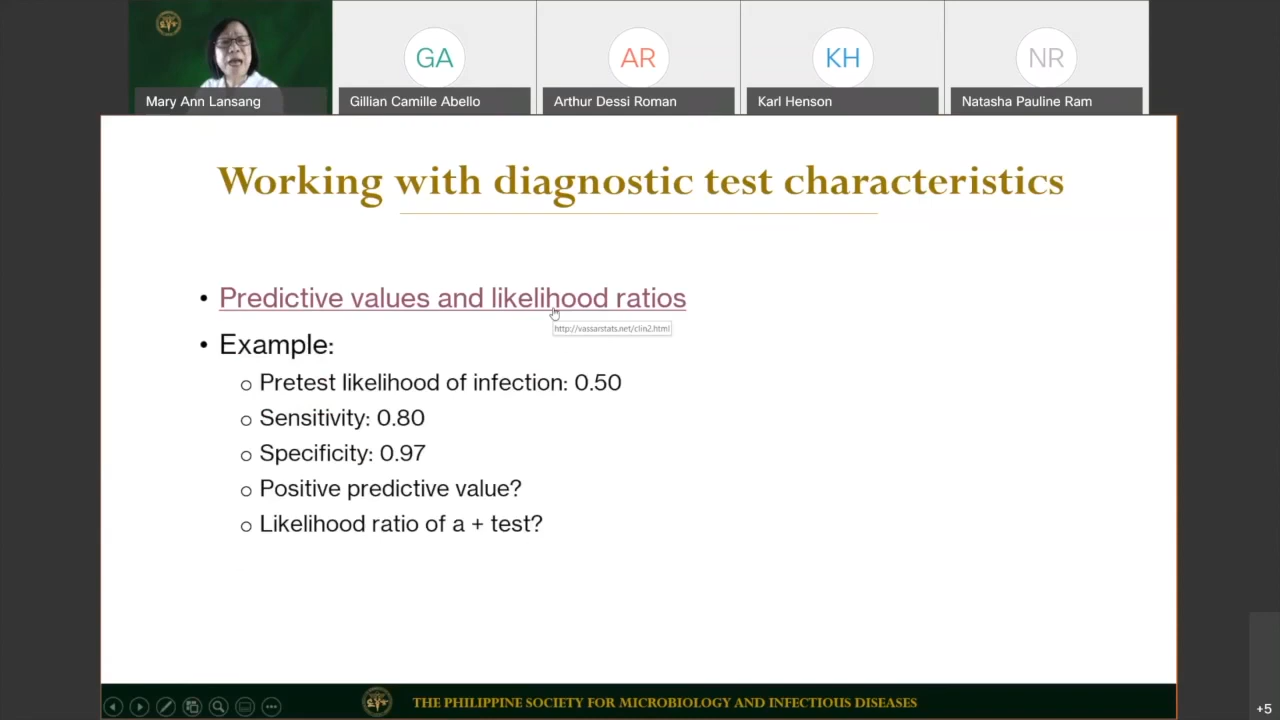 GA
AR
KH
NR
Mary Ann Lansang
Gillian Camille Abello
Arthur Dessi Roman
Karl Henson
Natasha Pauline Ram
Working with diagnostic test characteristics
• Predictive values and likelihood ratios
http://vassarstats.net/clin2.html
• Example:
o Pretest likelihood of infection: 0.50
o Sensitivity: 0.80
o Specificity: 0.97
o Positive predictive value?
o Likelihood ratio of a + test?
THE PHILIPPINE SOCIETY FOR MICROBIOLOGY AND INFECTIOUS DISEASES
+5